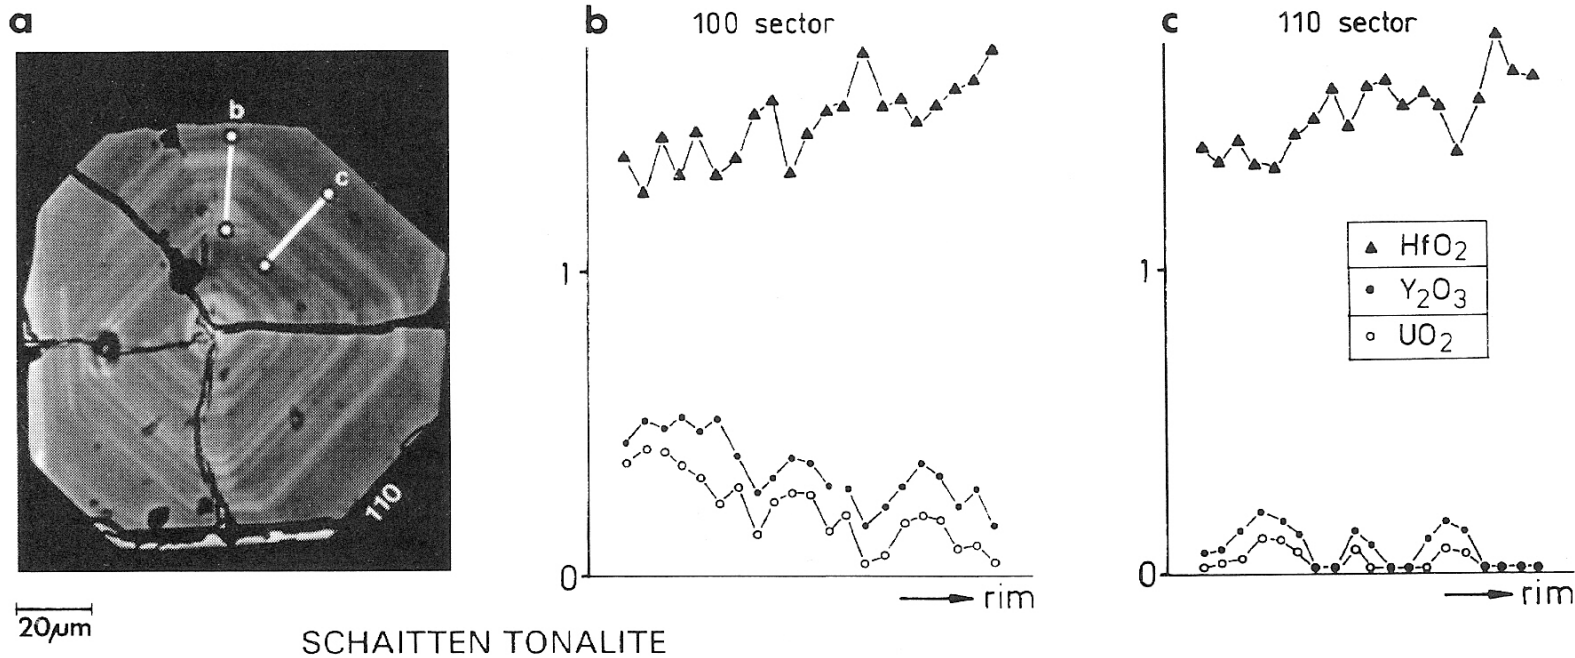 a
b
c
110
20µm
b
100 sector
1
0
rim
c
110 sector
1
0
rim
HfO₂
Y₂O₃
UO₂
SCHAITTEN TONALITE